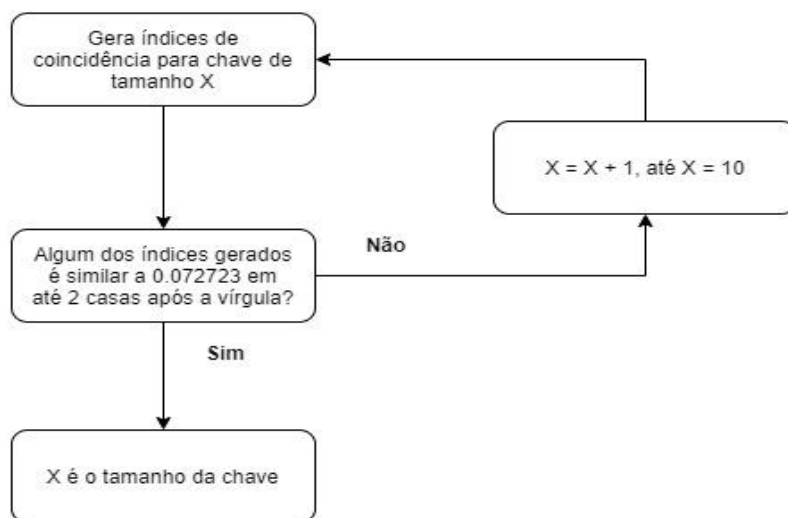 Gera índices de
coincidência para chave de
tamanho X
X = X + 1, até X = 10
Algum dos índices gerados
é similar a 0.072723 em
até 2 casas após a vírgula?
Não
Sim
X é o tamanho da chave